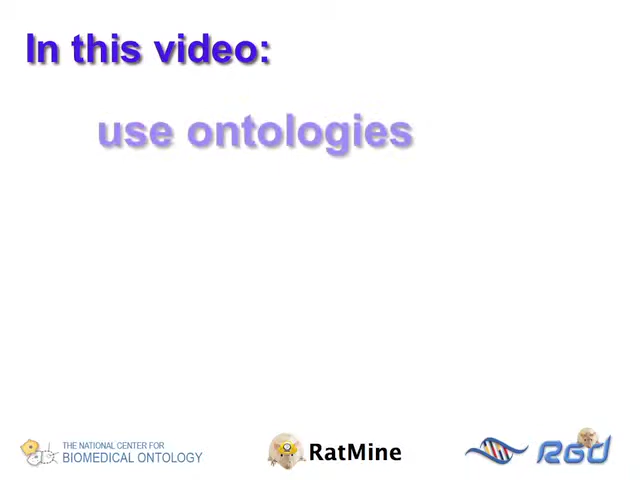 In this video:
use ontologies
THE NATIONAL CENTER FOR
BIOMEDICAL ONTOLOGY
RatMine
RGD